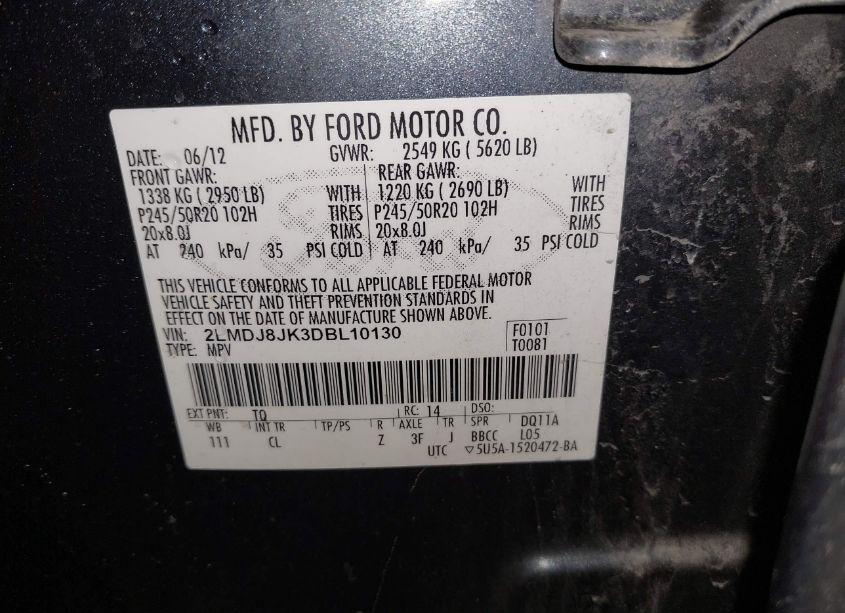 MFD. BY FORD MOTOR CO.
DATE: 06/12 GVWR: 2549 KG ( 5620 LB)
FRONT GAWR: REAR GAWR:
1338 KG ( 2950 LB) WITH 1220 KG ( 2690 LB) WITH
P245/50R20 102H TIRES P245/50R20 102H TIRES
20x8.0J RIMS 20x8.0J RIMS
AT 240 kPa/ 35 PSI COLD AT 240 kPa/ 35 PSI COLD
THIS VEHICLE CONFORMS TO ALL APPLICABLE FEDERAL MOTOR
VEHICLE SAFETY AND THEFT PREVENTION STANDARDS IN
EFFECT ON THE DATE OF MANUFACTURE SHOWN ABOVE.
VIN: 2LMDJ8JK3DBL10130 F0101
TYPE: MPV T0081
EXT PNT: TQ RC: 14 DSO:
WB INT TR TP/PS R AXLE TR SPR DQ11A
111 CL Z 3F J BBCC L05
UTC ▽5U5A-1520472-BA